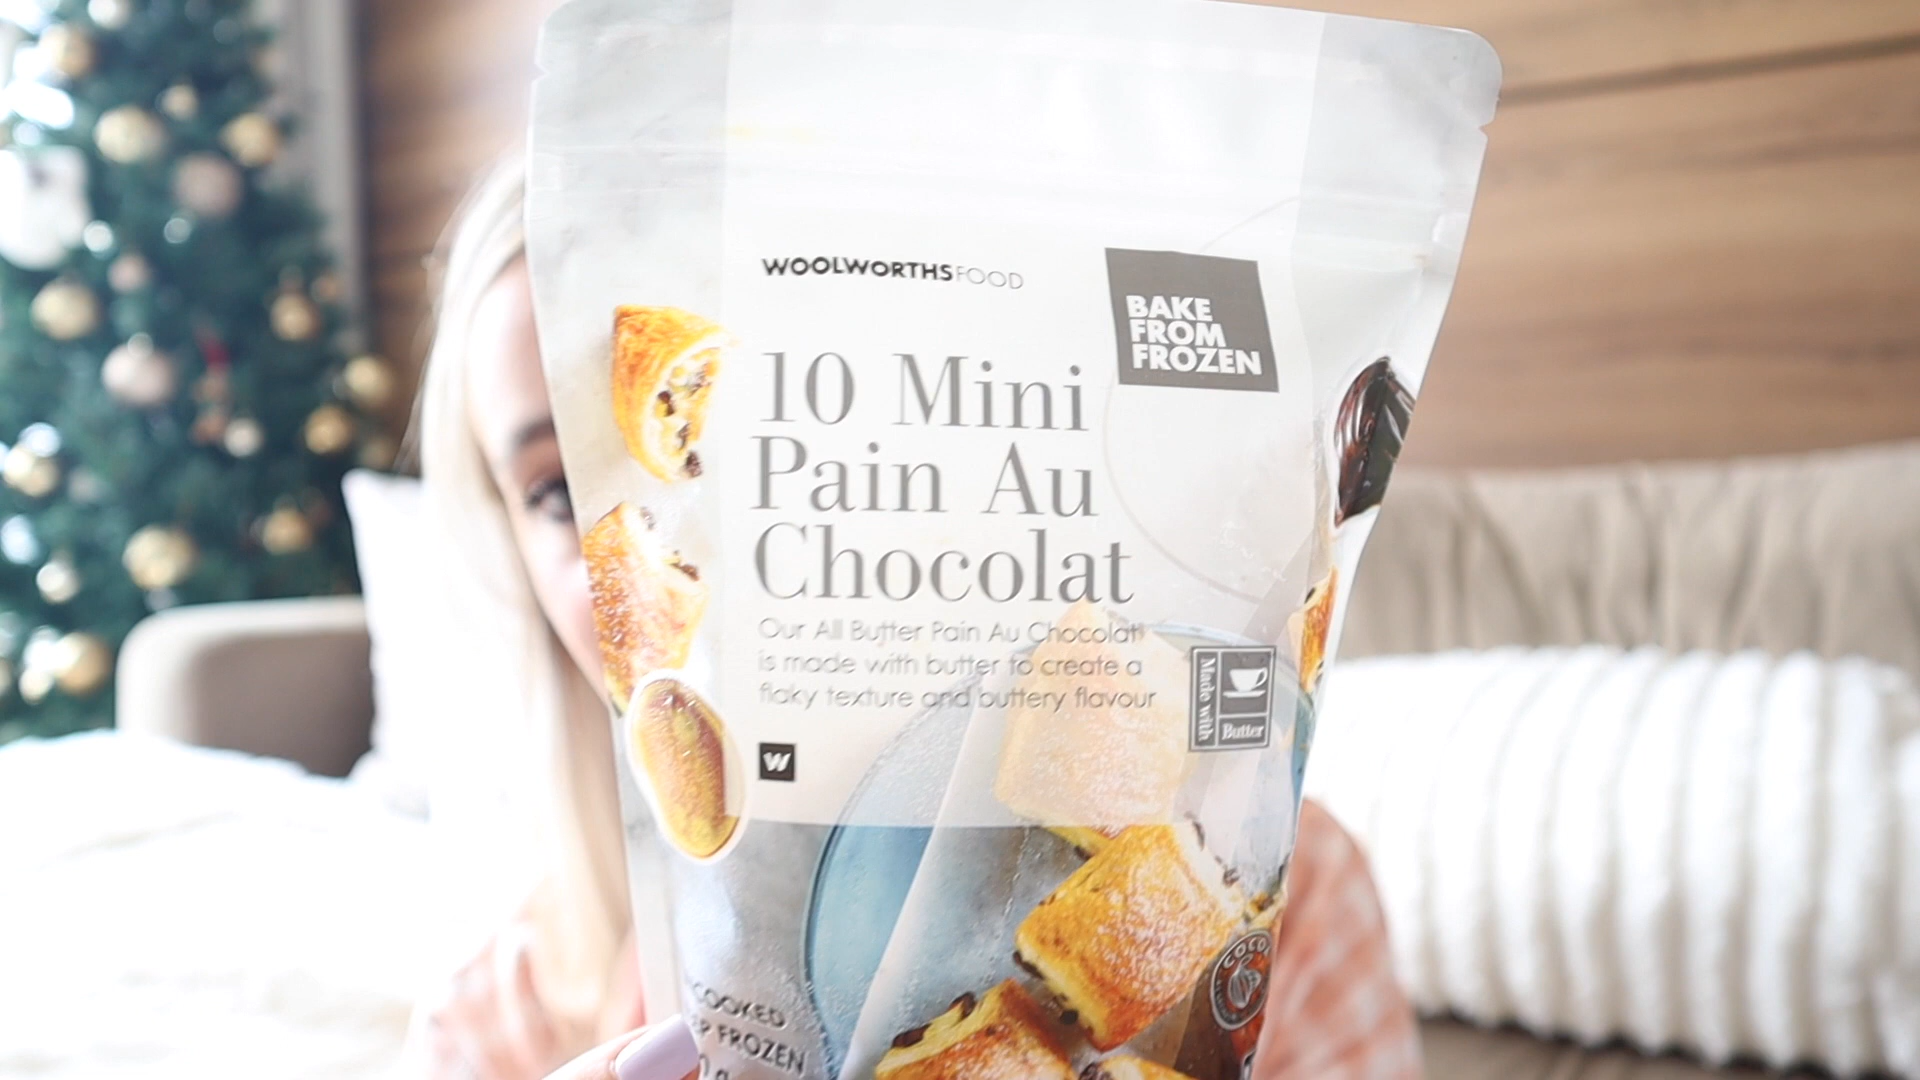 WOOLWORTHSFOOD
BAKE
FROM
FROZEN
10 Mini
Pain Au
Chocolat
Our All Butter Pain Au Chocolat
is made with butter to create a
flaky texture and buttery flavour
Made with
Butter
W
COOKED
FROZEN